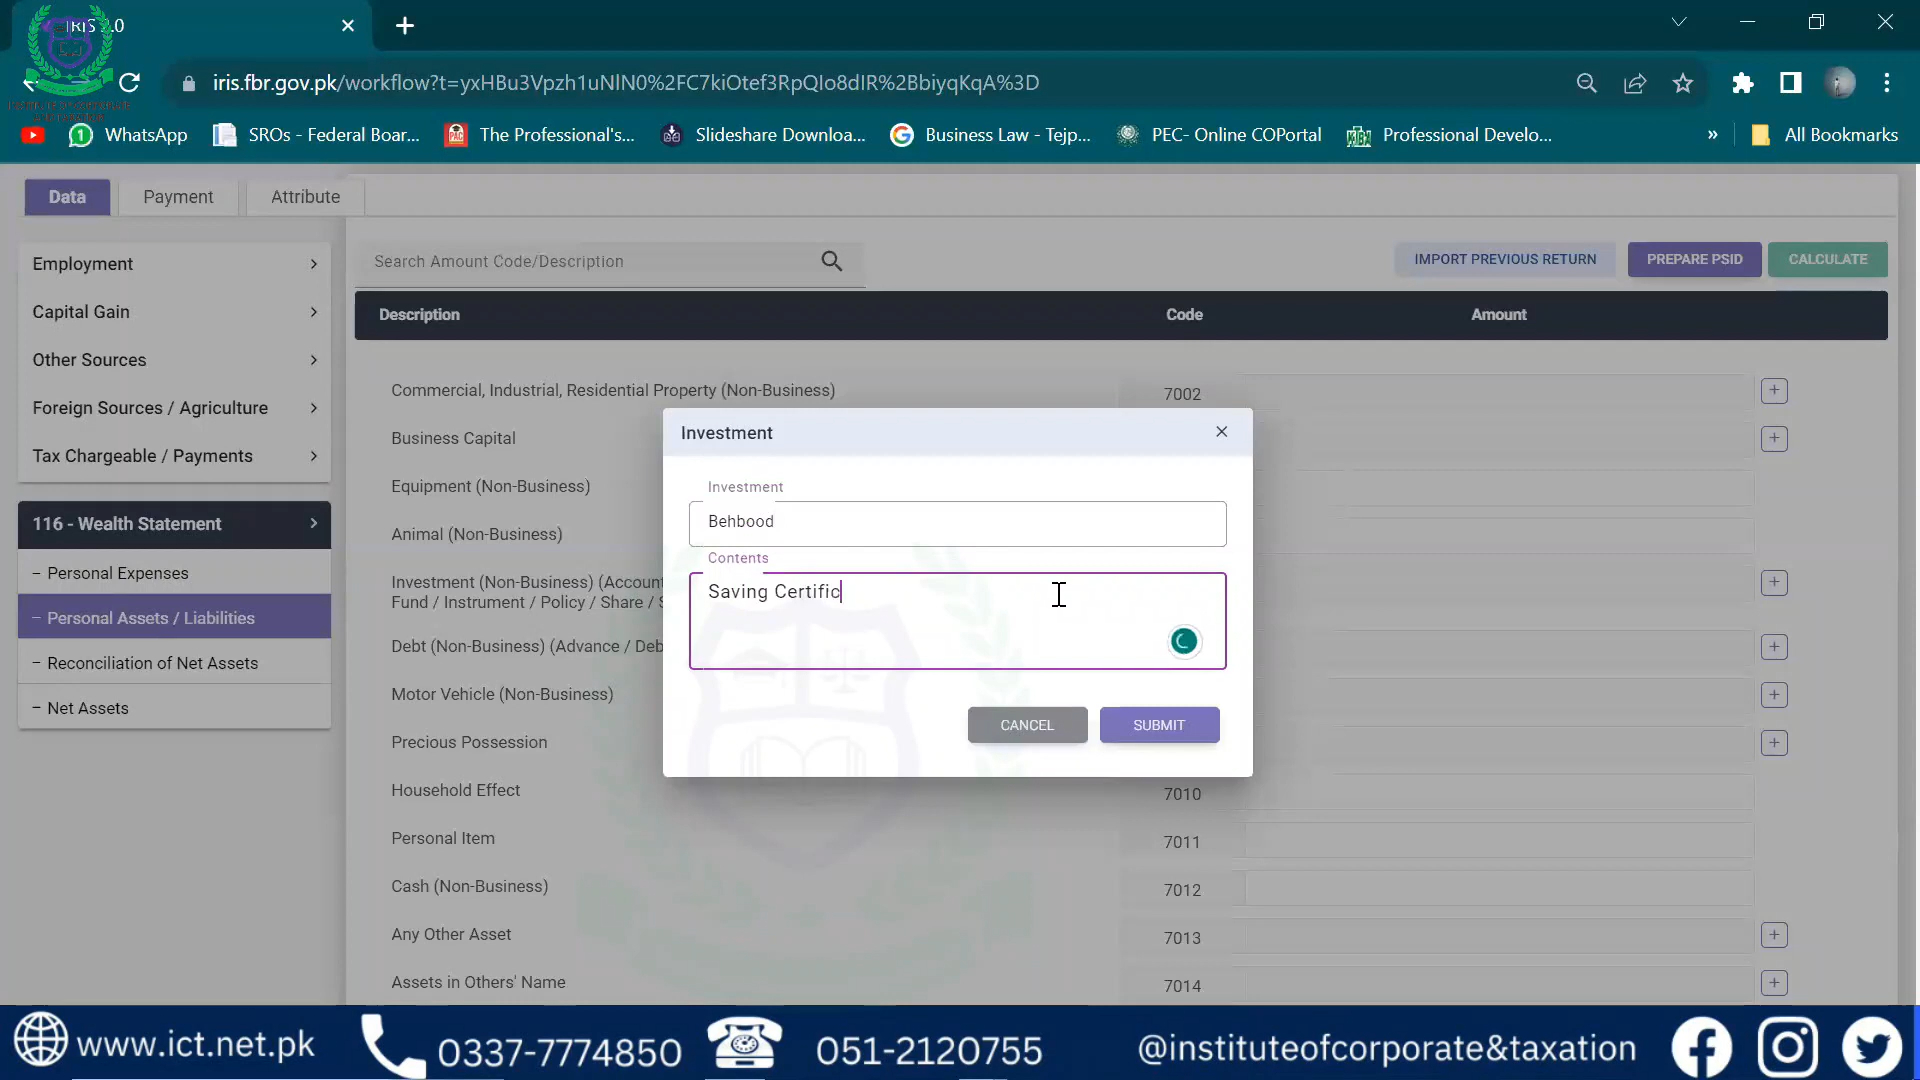 IRIS 2.0
iris.fbr.gov.pk/workflow?t=yxHBu3Vpzh1uNlN0%2FC7kiOtef3RpQIo8dIR%2BbiyqKqA%3D
WhatsApp
SROs - Federal Boar...
The Professional's...
Slideshare Downloa...
Business Law - Tejp...
PEC- Online COPortal
Professional Develo...
»
All Bookmarks
Data
Payment
Attribute
Employment
Capital Gain
Other Sources
Foreign Sources / Agriculture
Tax Chargeable / Payments
116 - Wealth Statement
– Personal Expenses
– Personal Assets / Liabilities
– Reconciliation of Net Assets
– Net Assets
Search Amount Code/Description
IMPORT PREVIOUS RETURN
PREPARE PSID
CALCULATE
Description
Code
Amount
Commercial, Industrial, Residential Property (Non-Business)
7002
Business Capital
Equipment (Non-Business)
Animal (Non-Business)
Investment (Non-Business) (Account
Fund / Instrument / Policy / Share / S
Debt (Non-Business) (Advance / Deb
Motor Vehicle (Non-Business)
Precious Possession
Household Effect
7010
Personal Item
7011
Cash (Non-Business)
7012
Any Other Asset
7013
Assets in Others' Name
7014
Investment
Investment
Behbood
Contents
Saving Certific
CANCEL
SUBMIT
www.ict.net.pk
0337-7774850
051-2120755
@instituteofcorporate&taxation